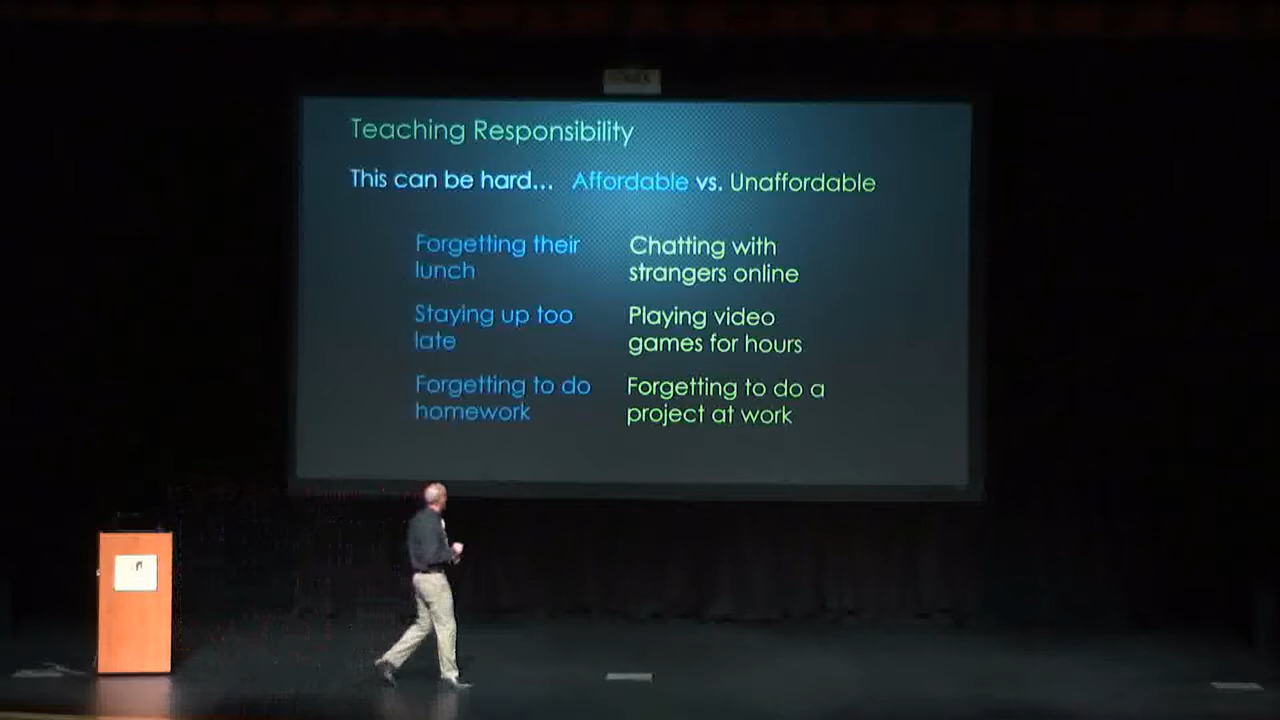 Teaching Responsibility
This can be hard... Affordable vs. Unaffordable
Forgetting their
lunch
Staying up too
late
Forgetting to do
homework
Chatting with
strangers online
Playing video
games for hours
Forgetting to do a
project at work